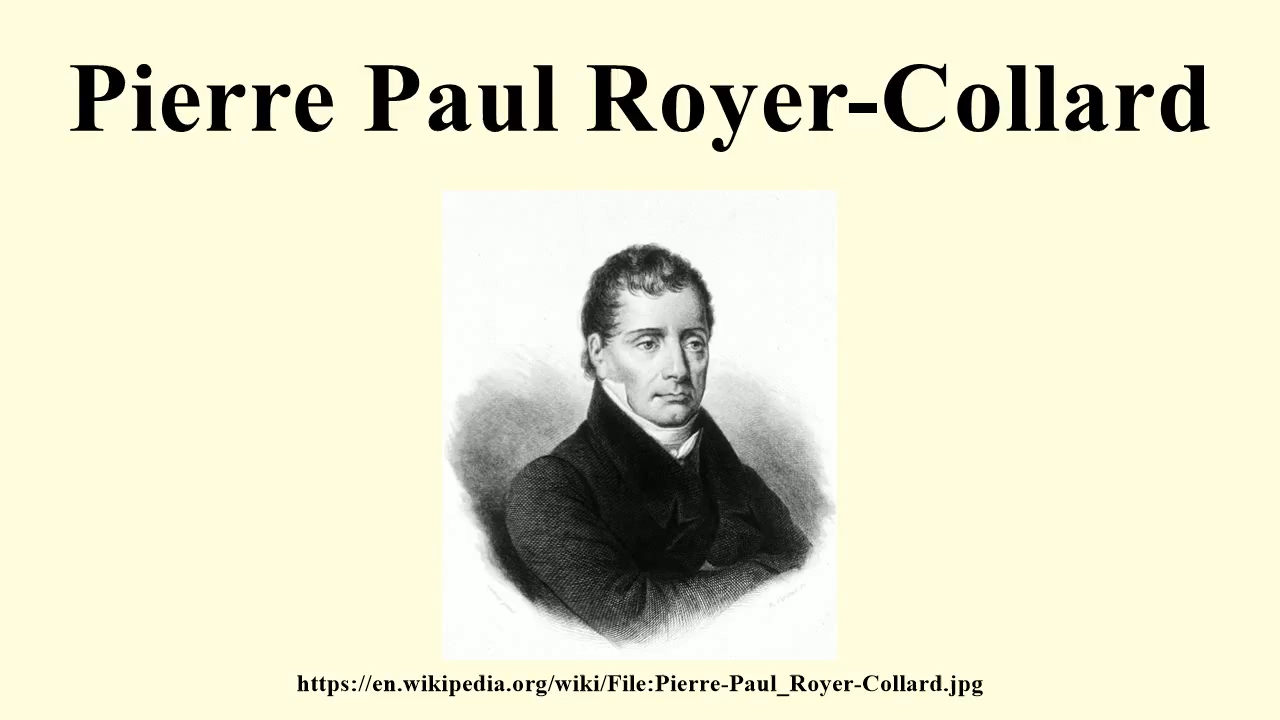 Pierre Paul Royer-Collard
https://en.wikipedia.org/wiki/File:Pierre-Paul_Royer-Collard.jpg